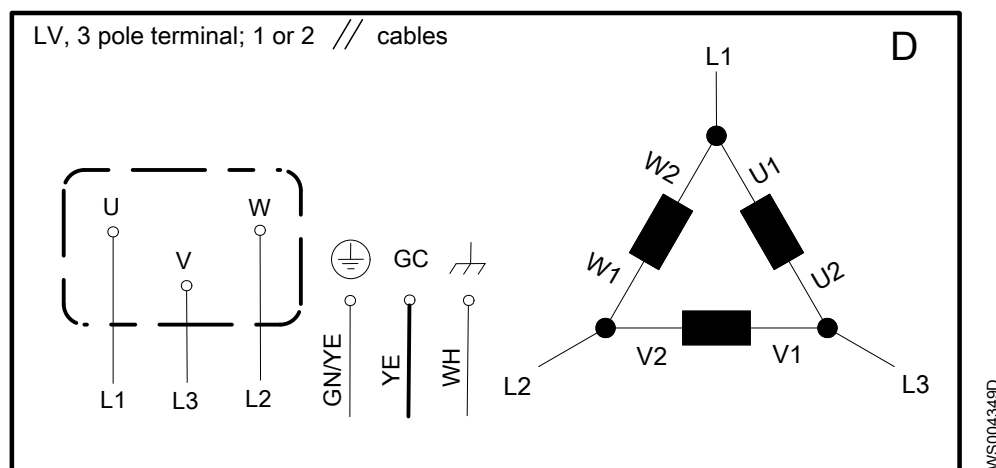 LV, 3 pole terminal; 1 or 2 // cables
D
L1
W2
U1
U
W
V
GC
W1
U2
GN/YE
YE
WH
V2
V1
L1
L3
L2
L2
L3
WS004349D